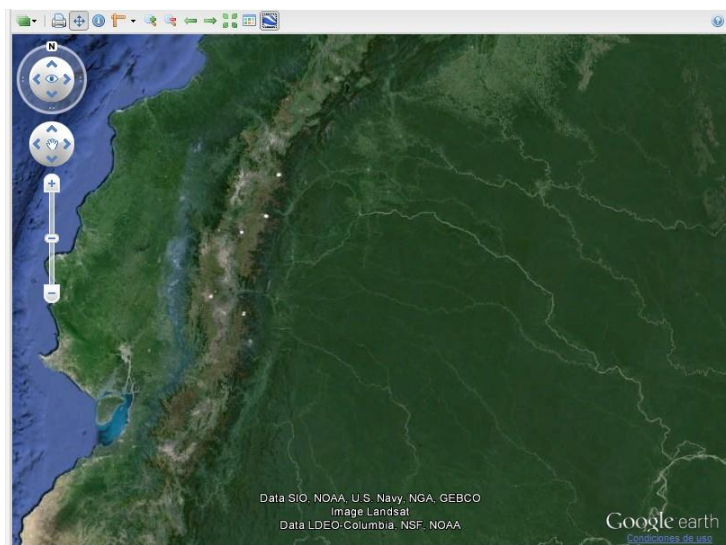 N
Data SIO, NOAA, U.S. Navy, NGA, GEBCO
Image Landsat
Data LDEO-Columbia, NSF, NOAA
Google earth
Condiciones de uso